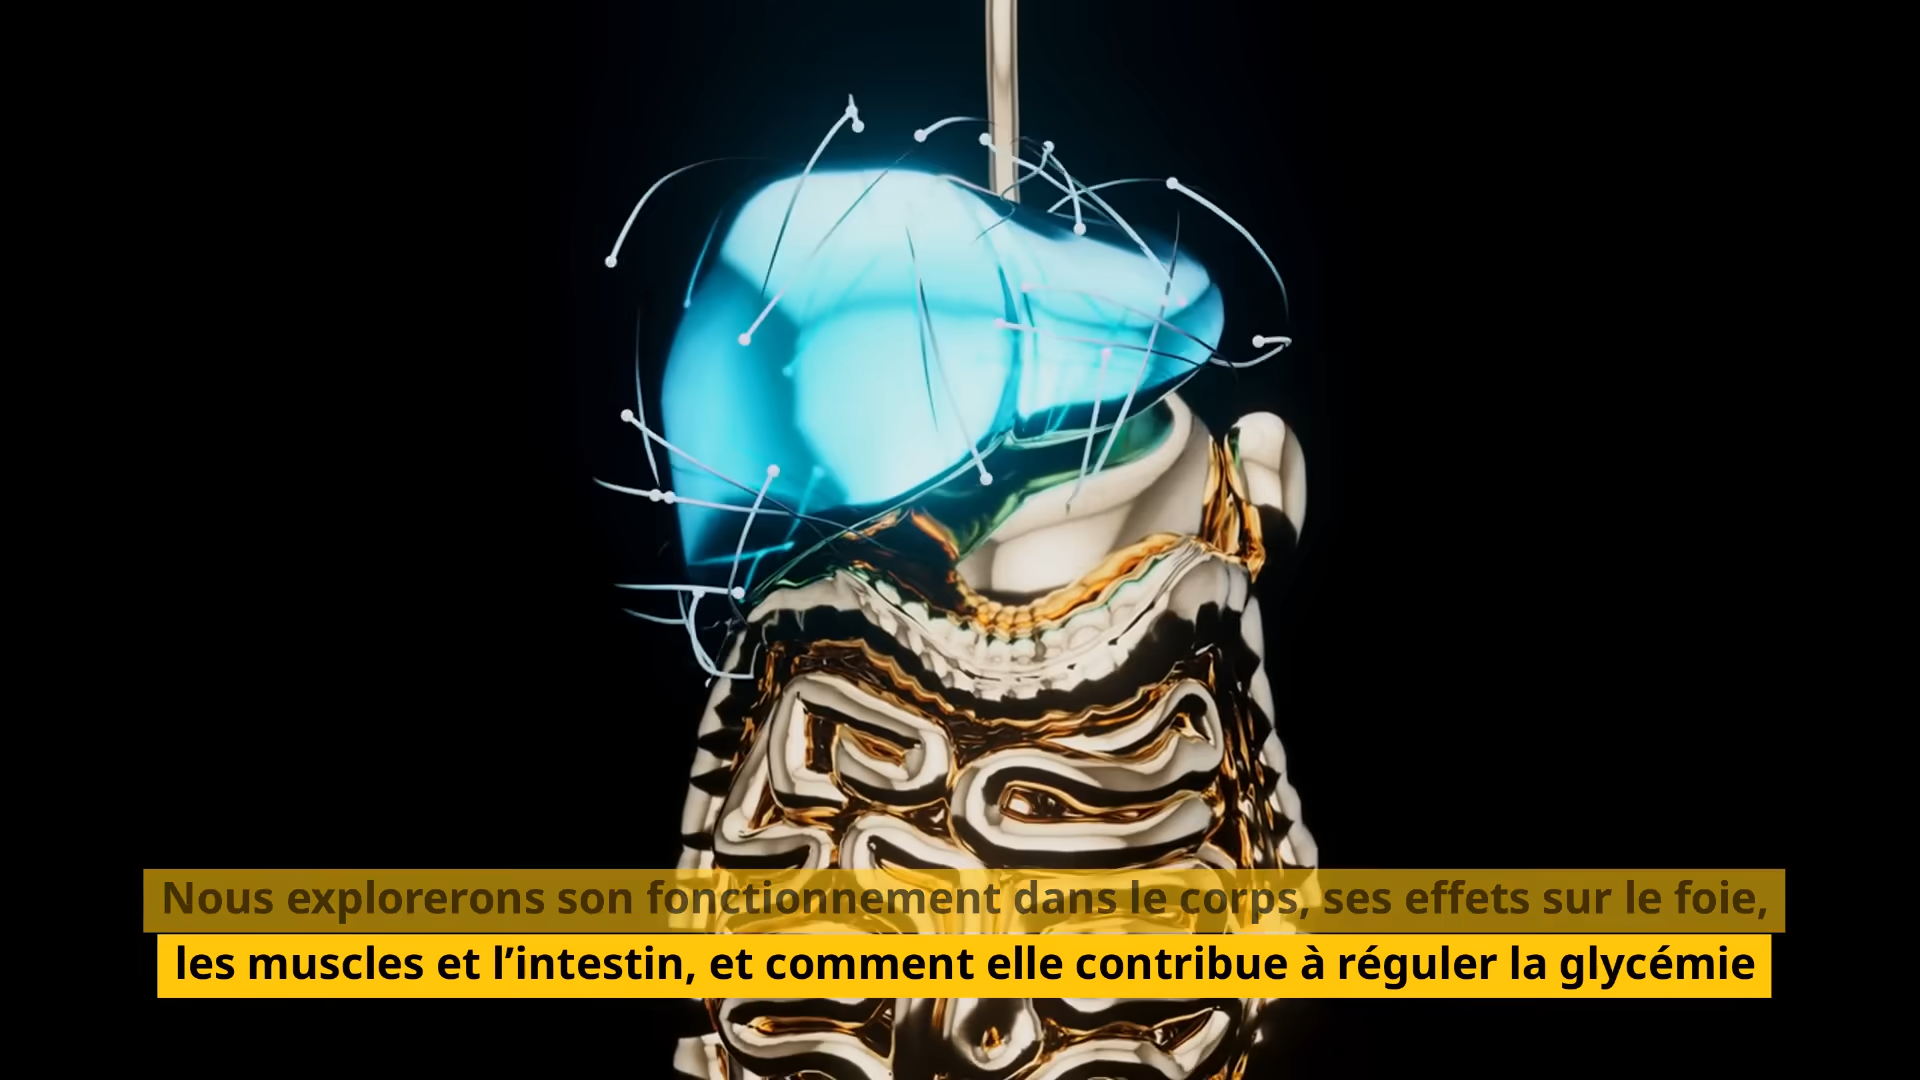 Nous explorerons son fonctionnement dans le corps, ses effets sur le foie,
les muscles et l’intestin, et comment elle contribue à réguler la glycémie